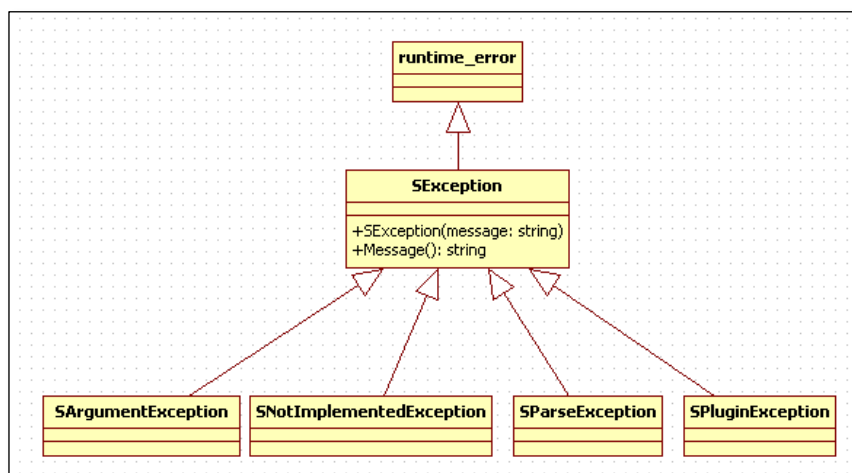 runtime_error
SException
+SException(message: string)
+Message(): string
SArgumentException
SNotImplementedException
SParseException
SPluginException